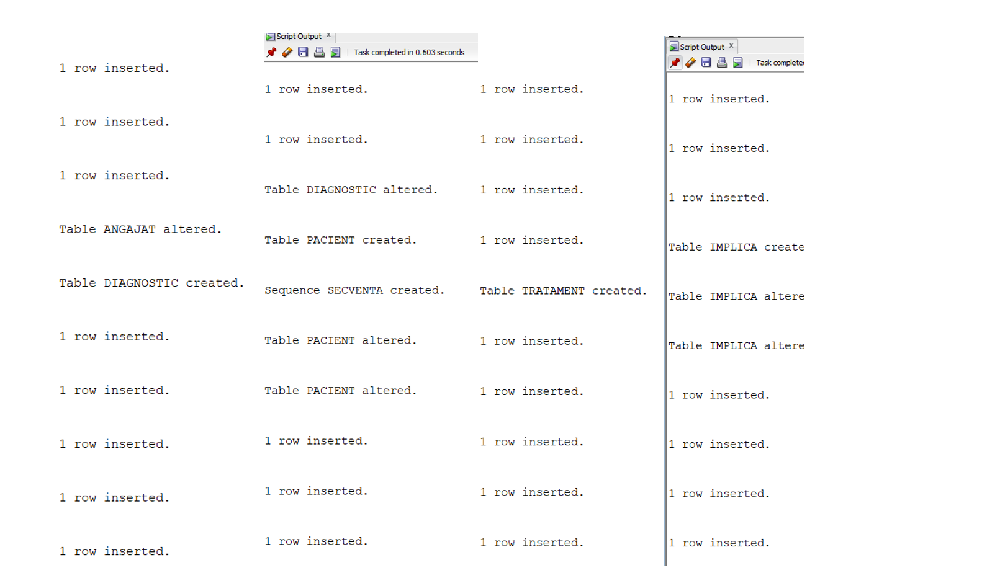 1 row inserted.
1 row inserted.
1 row inserted.
Table ANGAJAT altered.
Table DIAGNOSTIC created.
1 row inserted.
1 row inserted.
1 row inserted.
1 row inserted.
1 row inserted.
Script Output x
Task completed in 0.603 seconds
1 row inserted.
1 row inserted.
Table DIAGNOSTIC altered.
Table PACIENT created.
Sequence SECVENTA created.
Table PACIENT altered.
Table PACIENT altered.
1 row inserted.
1 row inserted.
1 row inserted.
1 row inserted.
1 row inserted.
1 row inserted.
1 row inserted.
Table TRATAMENT created.
1 row inserted.
1 row inserted.
1 row inserted.
1 row inserted.
1 row inserted.
Script Output x
Task complete
1 row inserted.
1 row inserted.
1 row inserted.
Table IMPLICA create
Table IMPLICA altere
Table IMPLICA altere
1 row inserted.
1 row inserted.
1 row inserted.
1 row inserted.